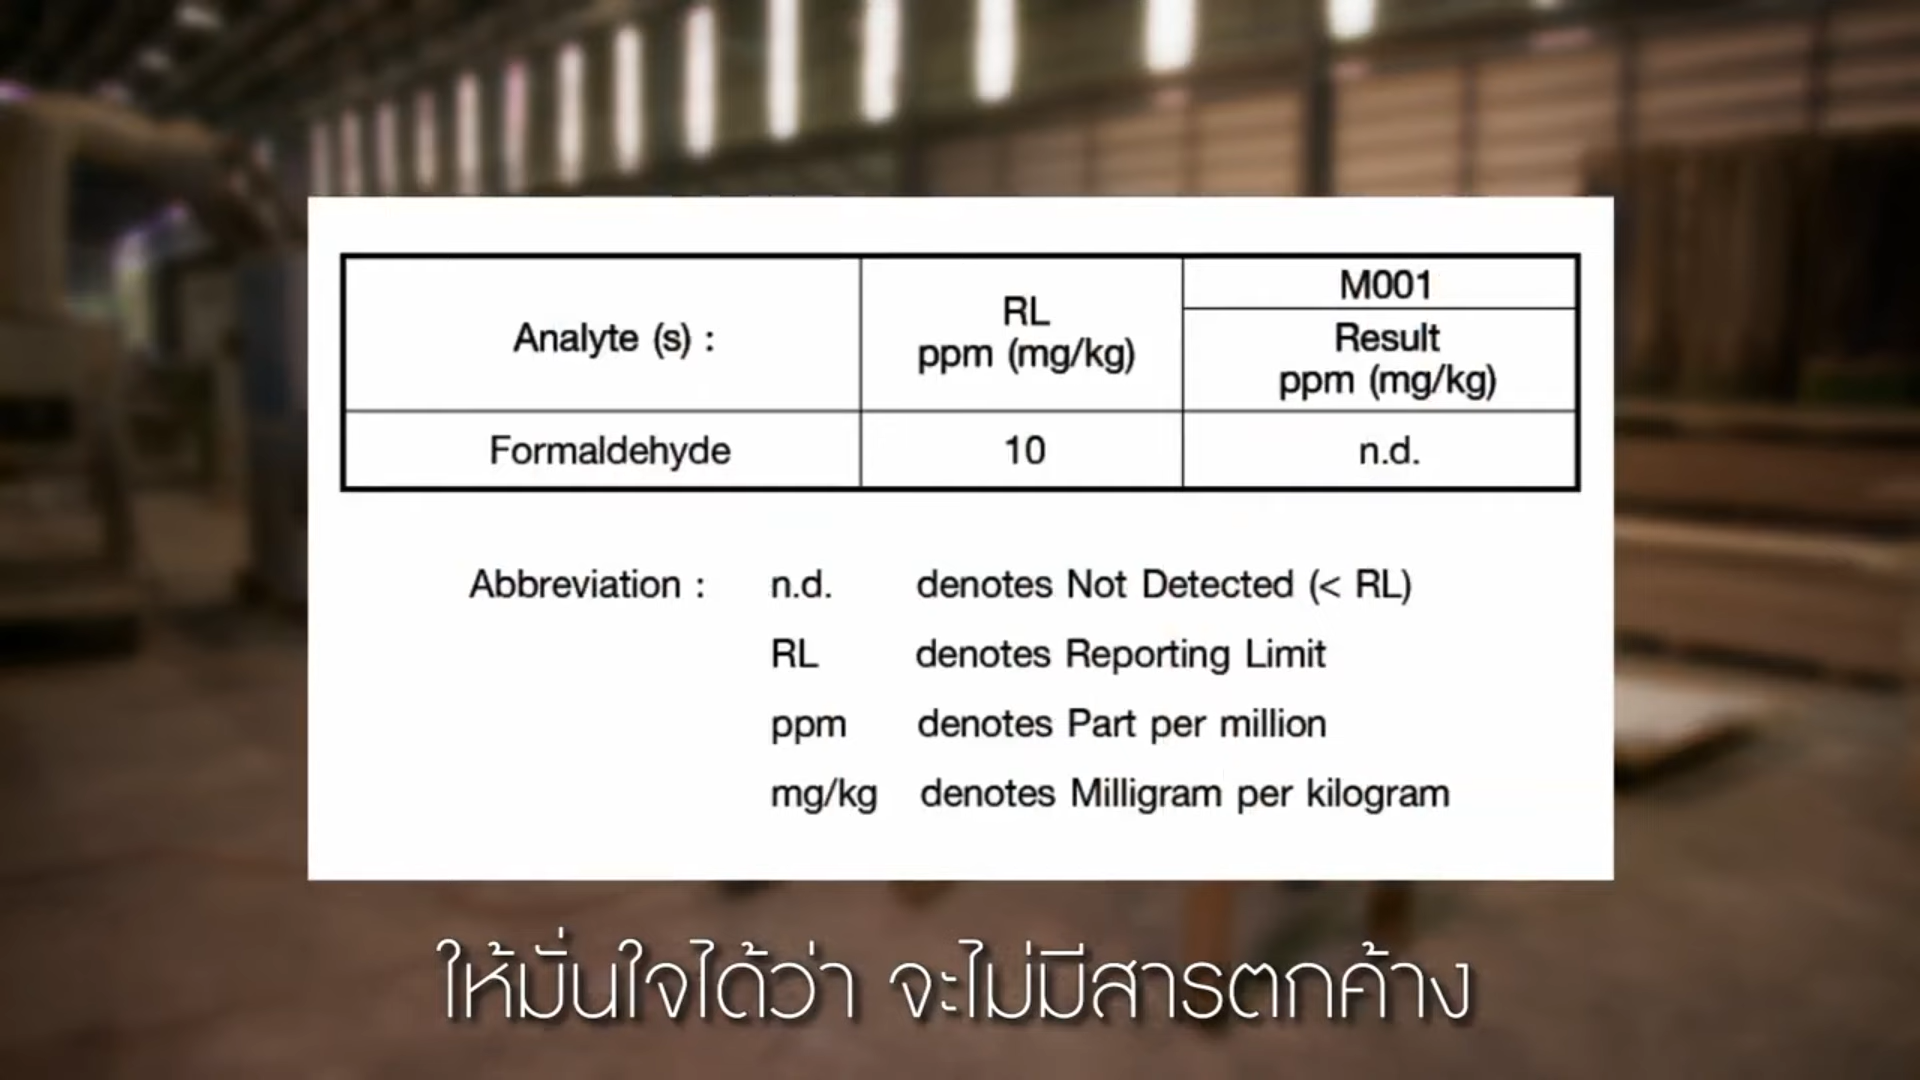 Analyte (s) :
RL
ppm (mg/kg)
M001
Result
ppm (mg/kg)
Formaldehyde 10 n.d.
Abbreviation : n.d. denotes Not Detected (< RL)
RL denotes Reporting Limit
ppm denotes Part per million
mg/kg denotes Milligram per kilogram
ให้มั่นใจได้ว่า จะไม่มีสารตกค้าง